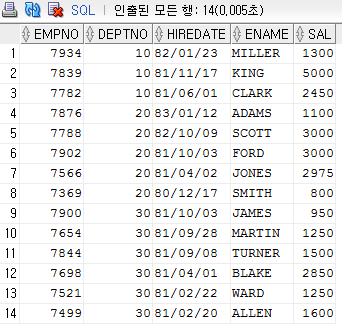 SQL | 인출된 모든 행: 14(0,005초)
EMPNO DEPTNO HIREDATE ENAME SAL
1 7934 10 82/01/23 MILLER 1300
2 7839 10 81/11/17 KING 5000
3 7782 10 81/06/01 CLARK 2450
4 7876 20 83/01/12 ADAMS 1100
5 7788 20 82/10/09 SCOTT 3000
6 7902 20 81/10/03 FORD 3000
7 7566 20 81/04/02 JONES 2975
8 7369 20 80/12/17 SMITH 800
9 7900 30 81/10/03 JAMES 950
10 7654 30 81/09/28 MARTIN 1250
11 7844 30 81/09/08 TURNER 1500
12 7698 30 81/04/01 BLAKE 2850
13 7521 30 81/02/22 WARD 1250
14 7499 30 81/02/20 ALLEN 1600